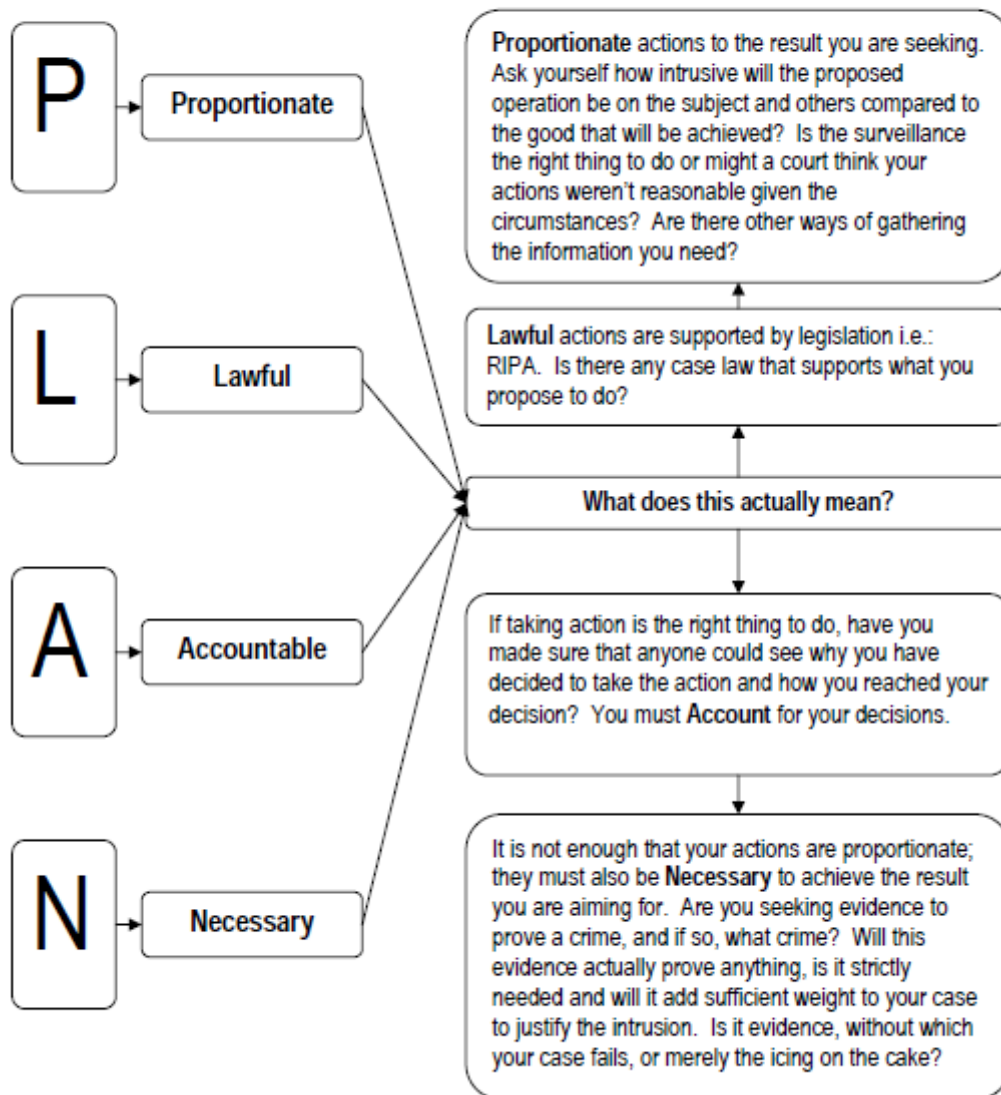 P
Proportionate
L
Lawful
A
Accountable
N
Necessary
Proportionate actions to the result you are seeking.
Ask yourself how intrusive will the proposed
operation be on the subject and others compared to
the good that will be achieved? Is the surveillance
the right thing to do or might a court think your
actions weren't reasonable given the
circumstances? Are there other ways of gathering
the information you need?
Lawful actions are supported by legislation i.e.:
RIPA. Is there any case law that supports what you
propose to do?
What does this actually mean?
If taking action is the right thing to do, have you
made sure that anyone could see why you have
decided to take the action and how you reached your
decision? You must Account for your decisions.
It is not enough that your actions are proportionate;
they must also be Necessary to achieve the result
you are aiming for. Are you seeking evidence to
prove a crime, and if so, what crime? Will this
evidence actually prove anything, is it strictly
needed and will it add sufficient weight to your case
to justify the intrusion. Is it evidence, without which
your case fails, or merely the icing on the cake?